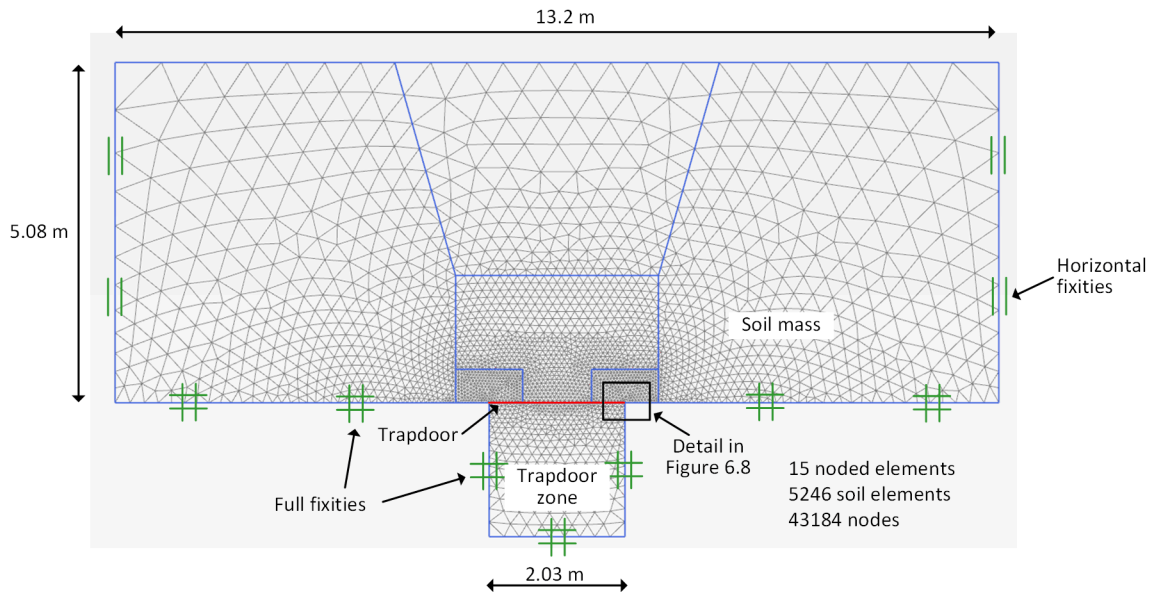 13.2 m
5.08 m
Horizontal
fixities
Soil mass
Trapdoor
Detail in
Figure 6.8
Trapdoor
zone
Full fixities
15 noded elements
5246 soil elements
43184 nodes
2.03 m